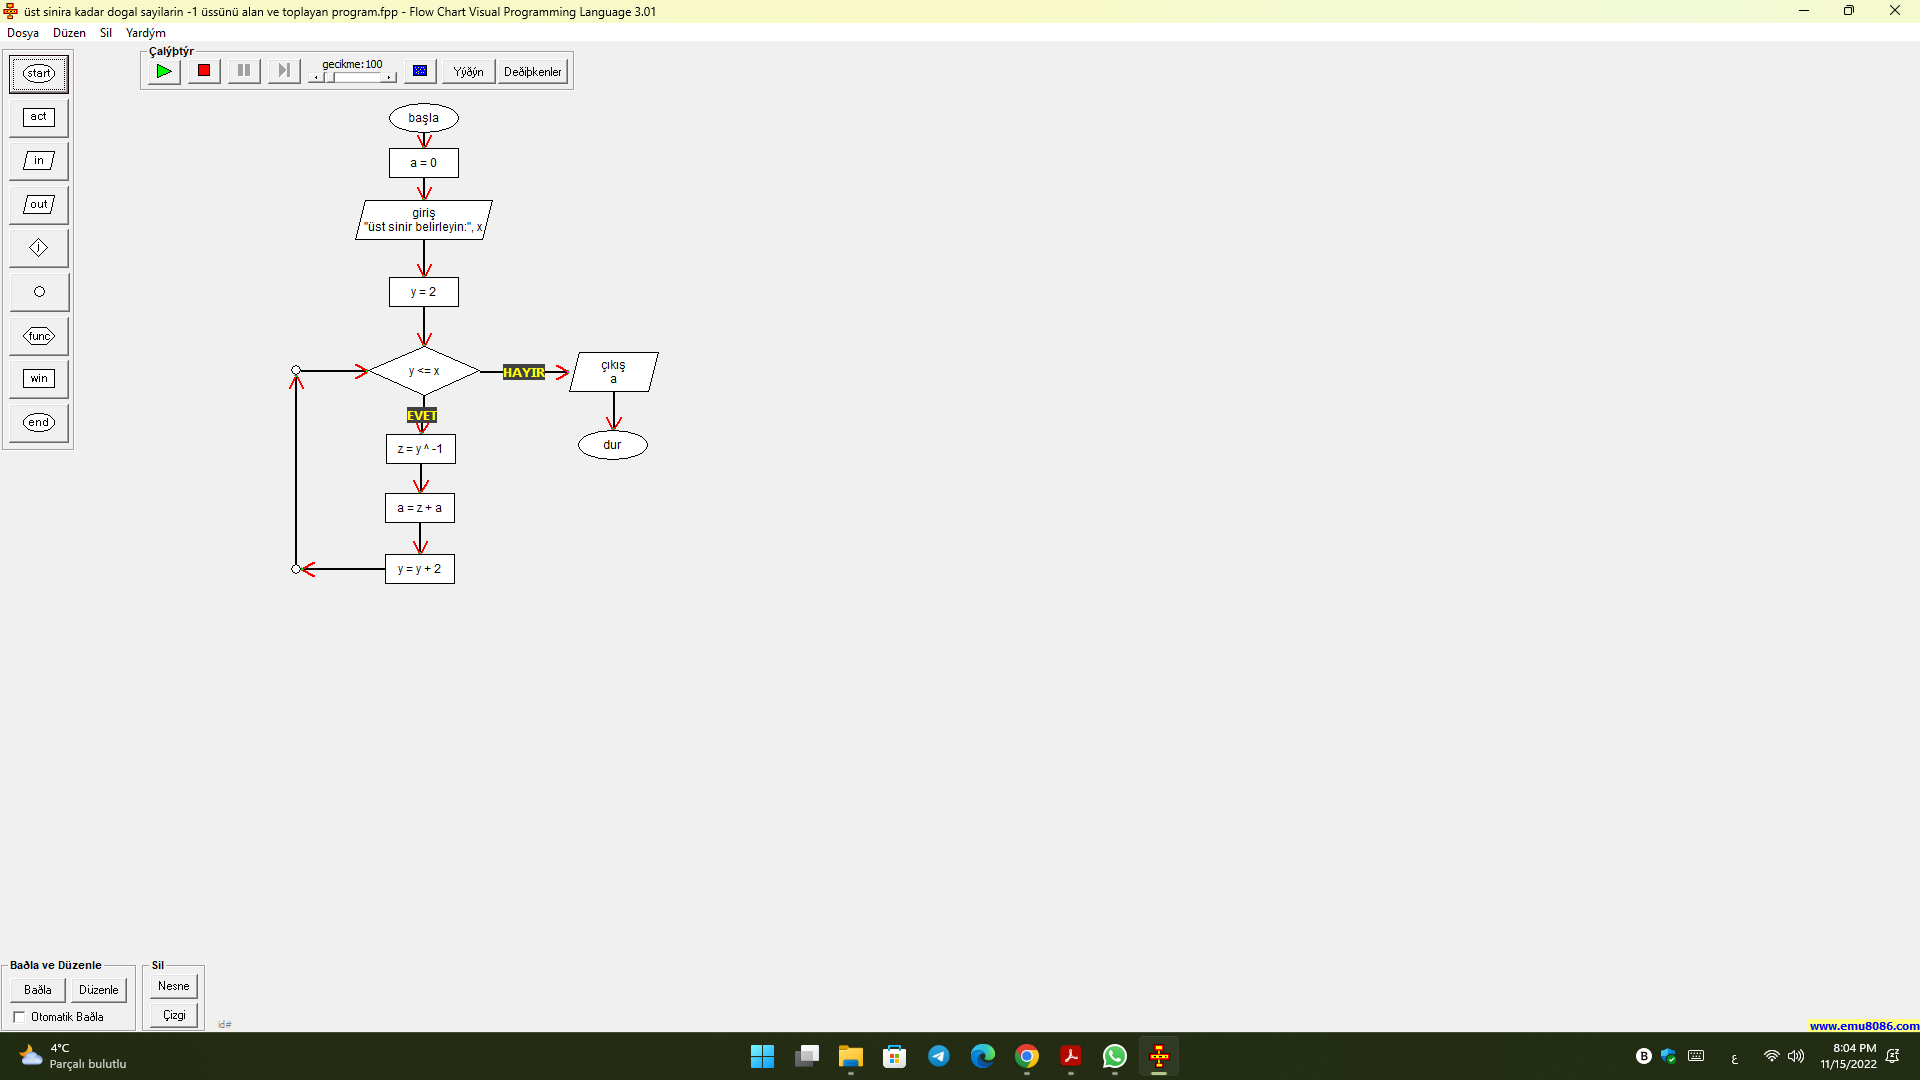 üst sinira kadar dogal sayilarin -1 üssünü alan ve toplayan program.fpp - Flow Chart Visual Programming Language 3.01
Dosya Düzen Sil Yardým
Çalýþtýr
gecikme:100
Yýðýn
Deðiþkenler
start
act
in
out
j
func
win
end
başla
a = 0
giriş
"üst sinir belirleyin:", x
y = 2
y <= x
HAYIR
çıkış
a
dur
EVET
z = y ^ -1
a = z + a
y = y + 2
Baðla ve Düzenle
Baðla
Düzenle
Otomatik Baðla
Sil
Nesne
Çizgi
id#
www.emu8086.com
4°C
Parçalı bulutlu
B
ع
8:04 PM
11/15/2022